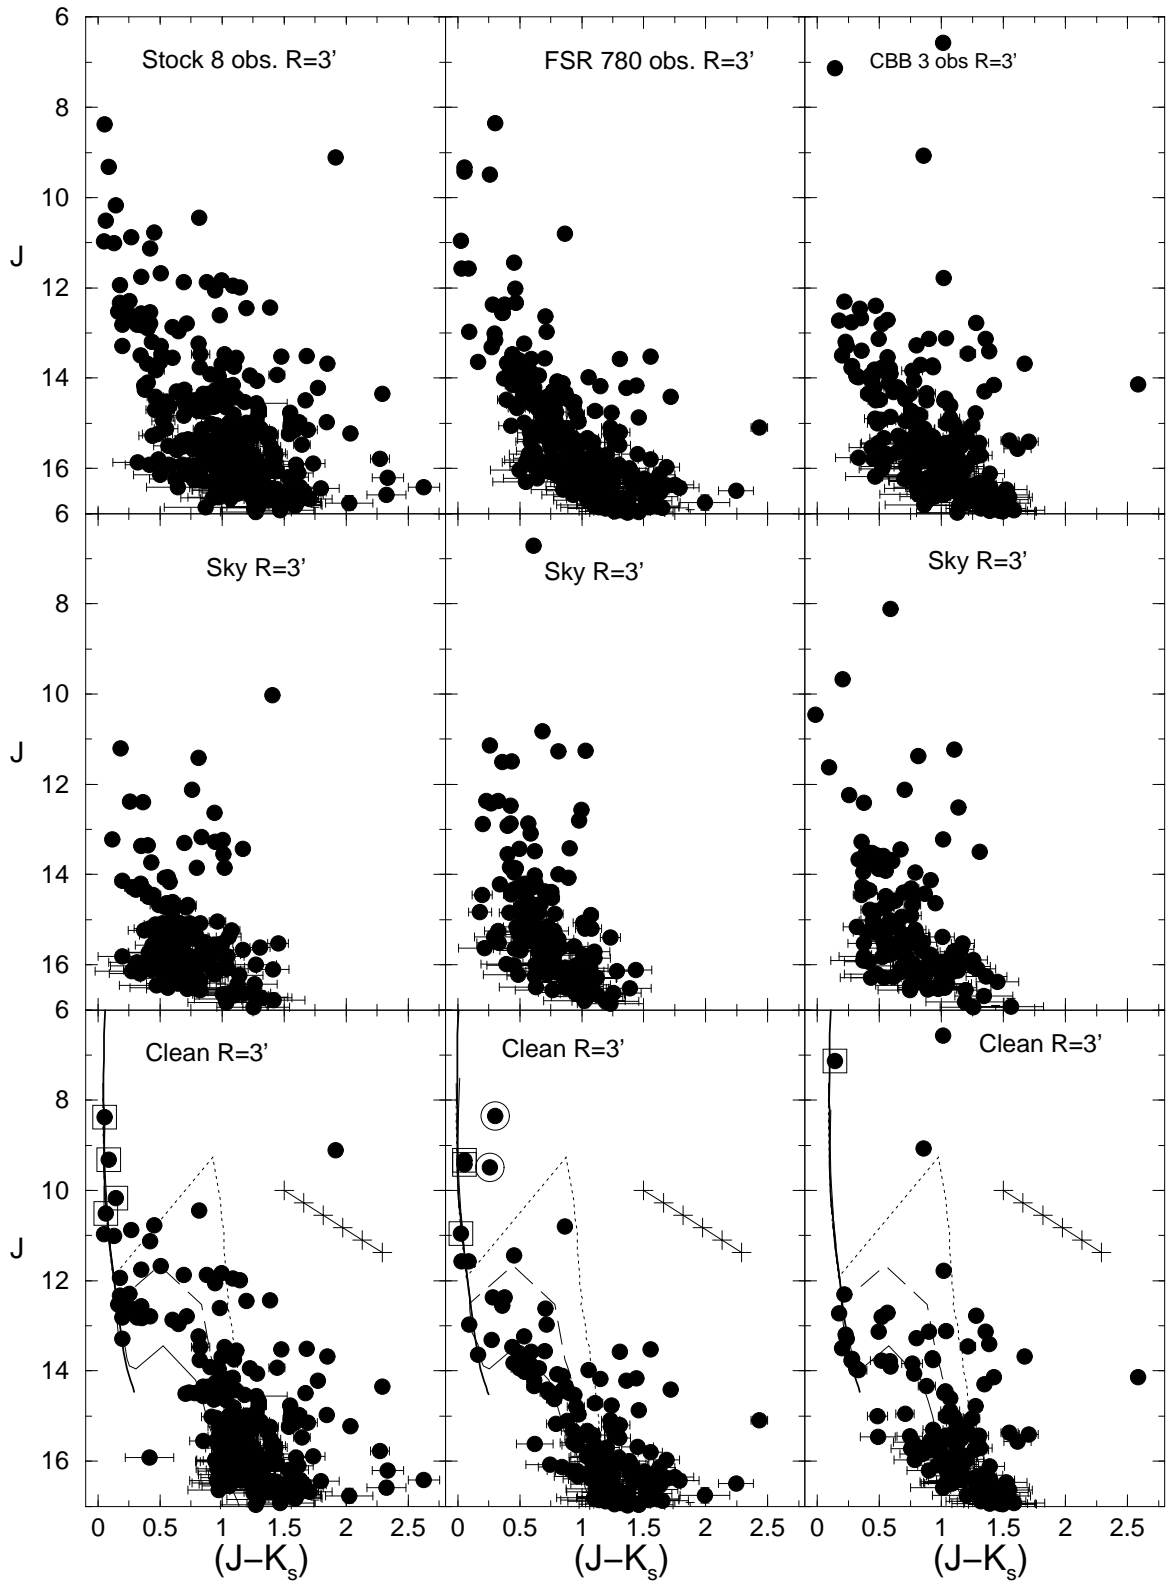 6
Stock 8 obs. R=3’
FSR 780 obs. R=3’
CBB 3 obs R=3’
8
10
J
12
14
16
6
Sky R=3’
Sky R=3’
Sky R=3’
8
10
J
12
14
16
6
Clean R=3’
Clean R=3’
Clean R=3’
8
10
J
12
14
16
0 0.5 1 1.5 2 2.5 0 0.5 1 1.5 2 2.5 0 0.5 1 1.5 2 2.5
(J−Ks) (J−Ks) (J−Ks)